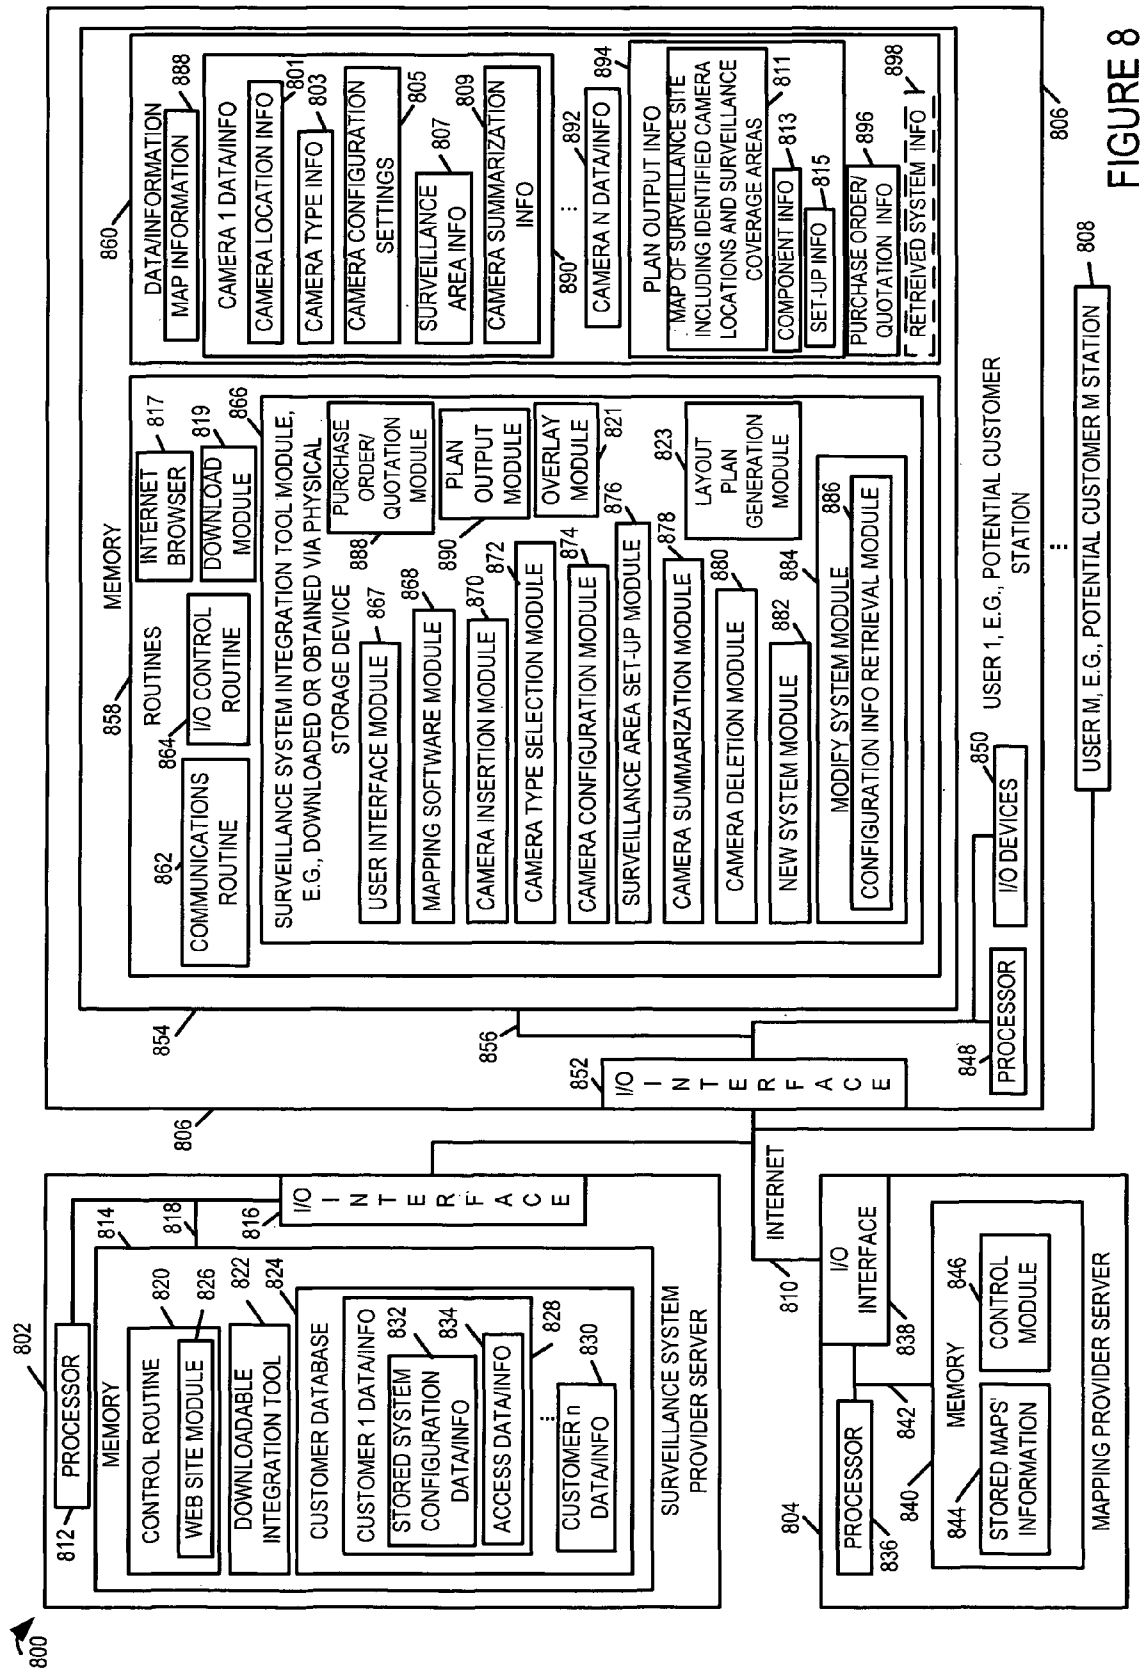 800
802
812
PROCESSOR
814
818
816
I/O
INTERFACE
MEMORY
CONTROL ROUTINE
820
WEB SITE MODULE
826
DOWNLOADABLE
INTEGRATION TOOL
822
CUSTOMER DATABASE
824
CUSTOMER 1 DATA/INFO
STORED SYSTEM
CONFIGURATION
DATA/INFO
832
ACCESS DATA/INFO
834
828
⋮
CUSTOMER n
DATA/INFO
830
SURVEILLANCE SYSTEM
PROVIDER SERVER
804
PROCESSOR
836
I/O
INTERFACE
838
840
842
MEMORY
STORED MAPS'
INFORMATION
844
CONTROL
MODULE
846
MAPPING PROVIDER SERVER
INTERNET
810
806
I/O
INTERFACE
852
856
854
PROCESSOR
848
I/O DEVICES
850
MEMORY
858
ROUTINES
COMMUNICATIONS
ROUTINE
862
I/O CONTROL
ROUTINE
864
INTERNET
BROWSER
817
DOWNLOAD
MODULE
819
SURVEILLANCE SYSTEM INTEGRATION TOOL MODULE,
E.G., DOWNLOADED OR OBTAINED VIA PHYSICAL
STORAGE DEVICE
866
USER INTERFACE MODULE
867
MAPPING SOFTWARE MODULE
868
CAMERA INSERTION MODULE
870
CAMERA TYPE SELECTION MODULE
872
CAMERA CONFIGURATION MODULE
874
SURVEILLANCE AREA SET-UP MODULE
876
CAMERA SUMMARIZATION MODULE
878
CAMERA DELETION MODULE
880
NEW SYSTEM MODULE
882
MODIFY SYSTEM MODULE
884
CONFIGURATION INFO RETRIEVAL MODULE
886
PURCHASE
ORDER/
QUOTATION
MODULE
888
PLAN
OUTPUT
MODULE
890
OVERLAY
MODULE
821
LAYOUT
PLAN
GENERATION
MODULE
823
860
DATA/INFORMATION
MAP INFORMATION
888
CAMERA 1 DATA/INFO
CAMERA LOCATION INFO
801
CAMERA TYPE INFO
803
CAMERA CONFIGURATION
SETTINGS
805
SURVEILLANCE
AREA INFO
807
CAMERA SUMMARIZATION
INFO
809
890
⋮
CAMERA N DATA/INFO
892
PLAN OUTPUT INFO
894
MAP OF SURVEILLANCE SITE
INCLUDING IDENTIFIED CAMERA
LOCATIONS AND SURVEILLANCE
COVERAGE AREAS
811
COMPONENT INFO
813
SET-UP INFO
815
PURCHASE ORDER/
QUOTATION INFO
896
RETREIVED SYSTEM INFO
898
USER 1, E.G., POTENTIAL CUSTOMER
STATION
806
⋮
USER M, E.G., POTENTIAL CUSTOMER M STATION
808
FIGURE 8